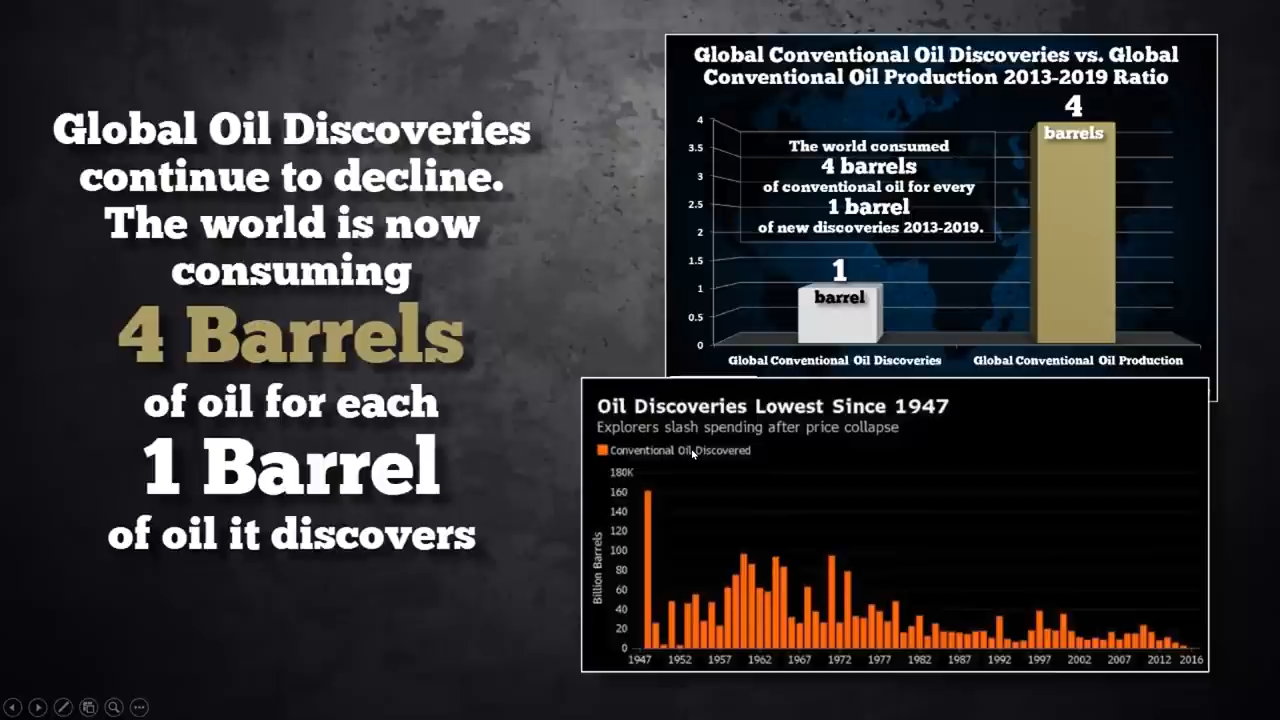 Global Oil Discoveries
continue to decline.
The world is now
consuming
4 Barrels
of oil for each
1 Barrel
of oil it discovers
Global Conventional Oil Discoveries vs. Global
Conventional Oil Production 2013-2019 Ratio
4
barrels
The world consumed
4 barrels
of conventional oil for every
1 barrel
of new discoveries 2013-2019.
1
barrel
4
3.5
3
2.5
2
1.5
1
0.5
0
Global Conventional Oil Discoveries
Global Conventional Oil Production
Oil Discoveries Lowest Since 1947
Explorers slash spending after price collapse
Conventional Oil Discovered
Billion Barrels
180K
160
140
120
100
80
60
40
20
0
1947 1952 1957 1962 1967 1972 1977 1982 1987 1992 1997 2002 2007 2012 2016